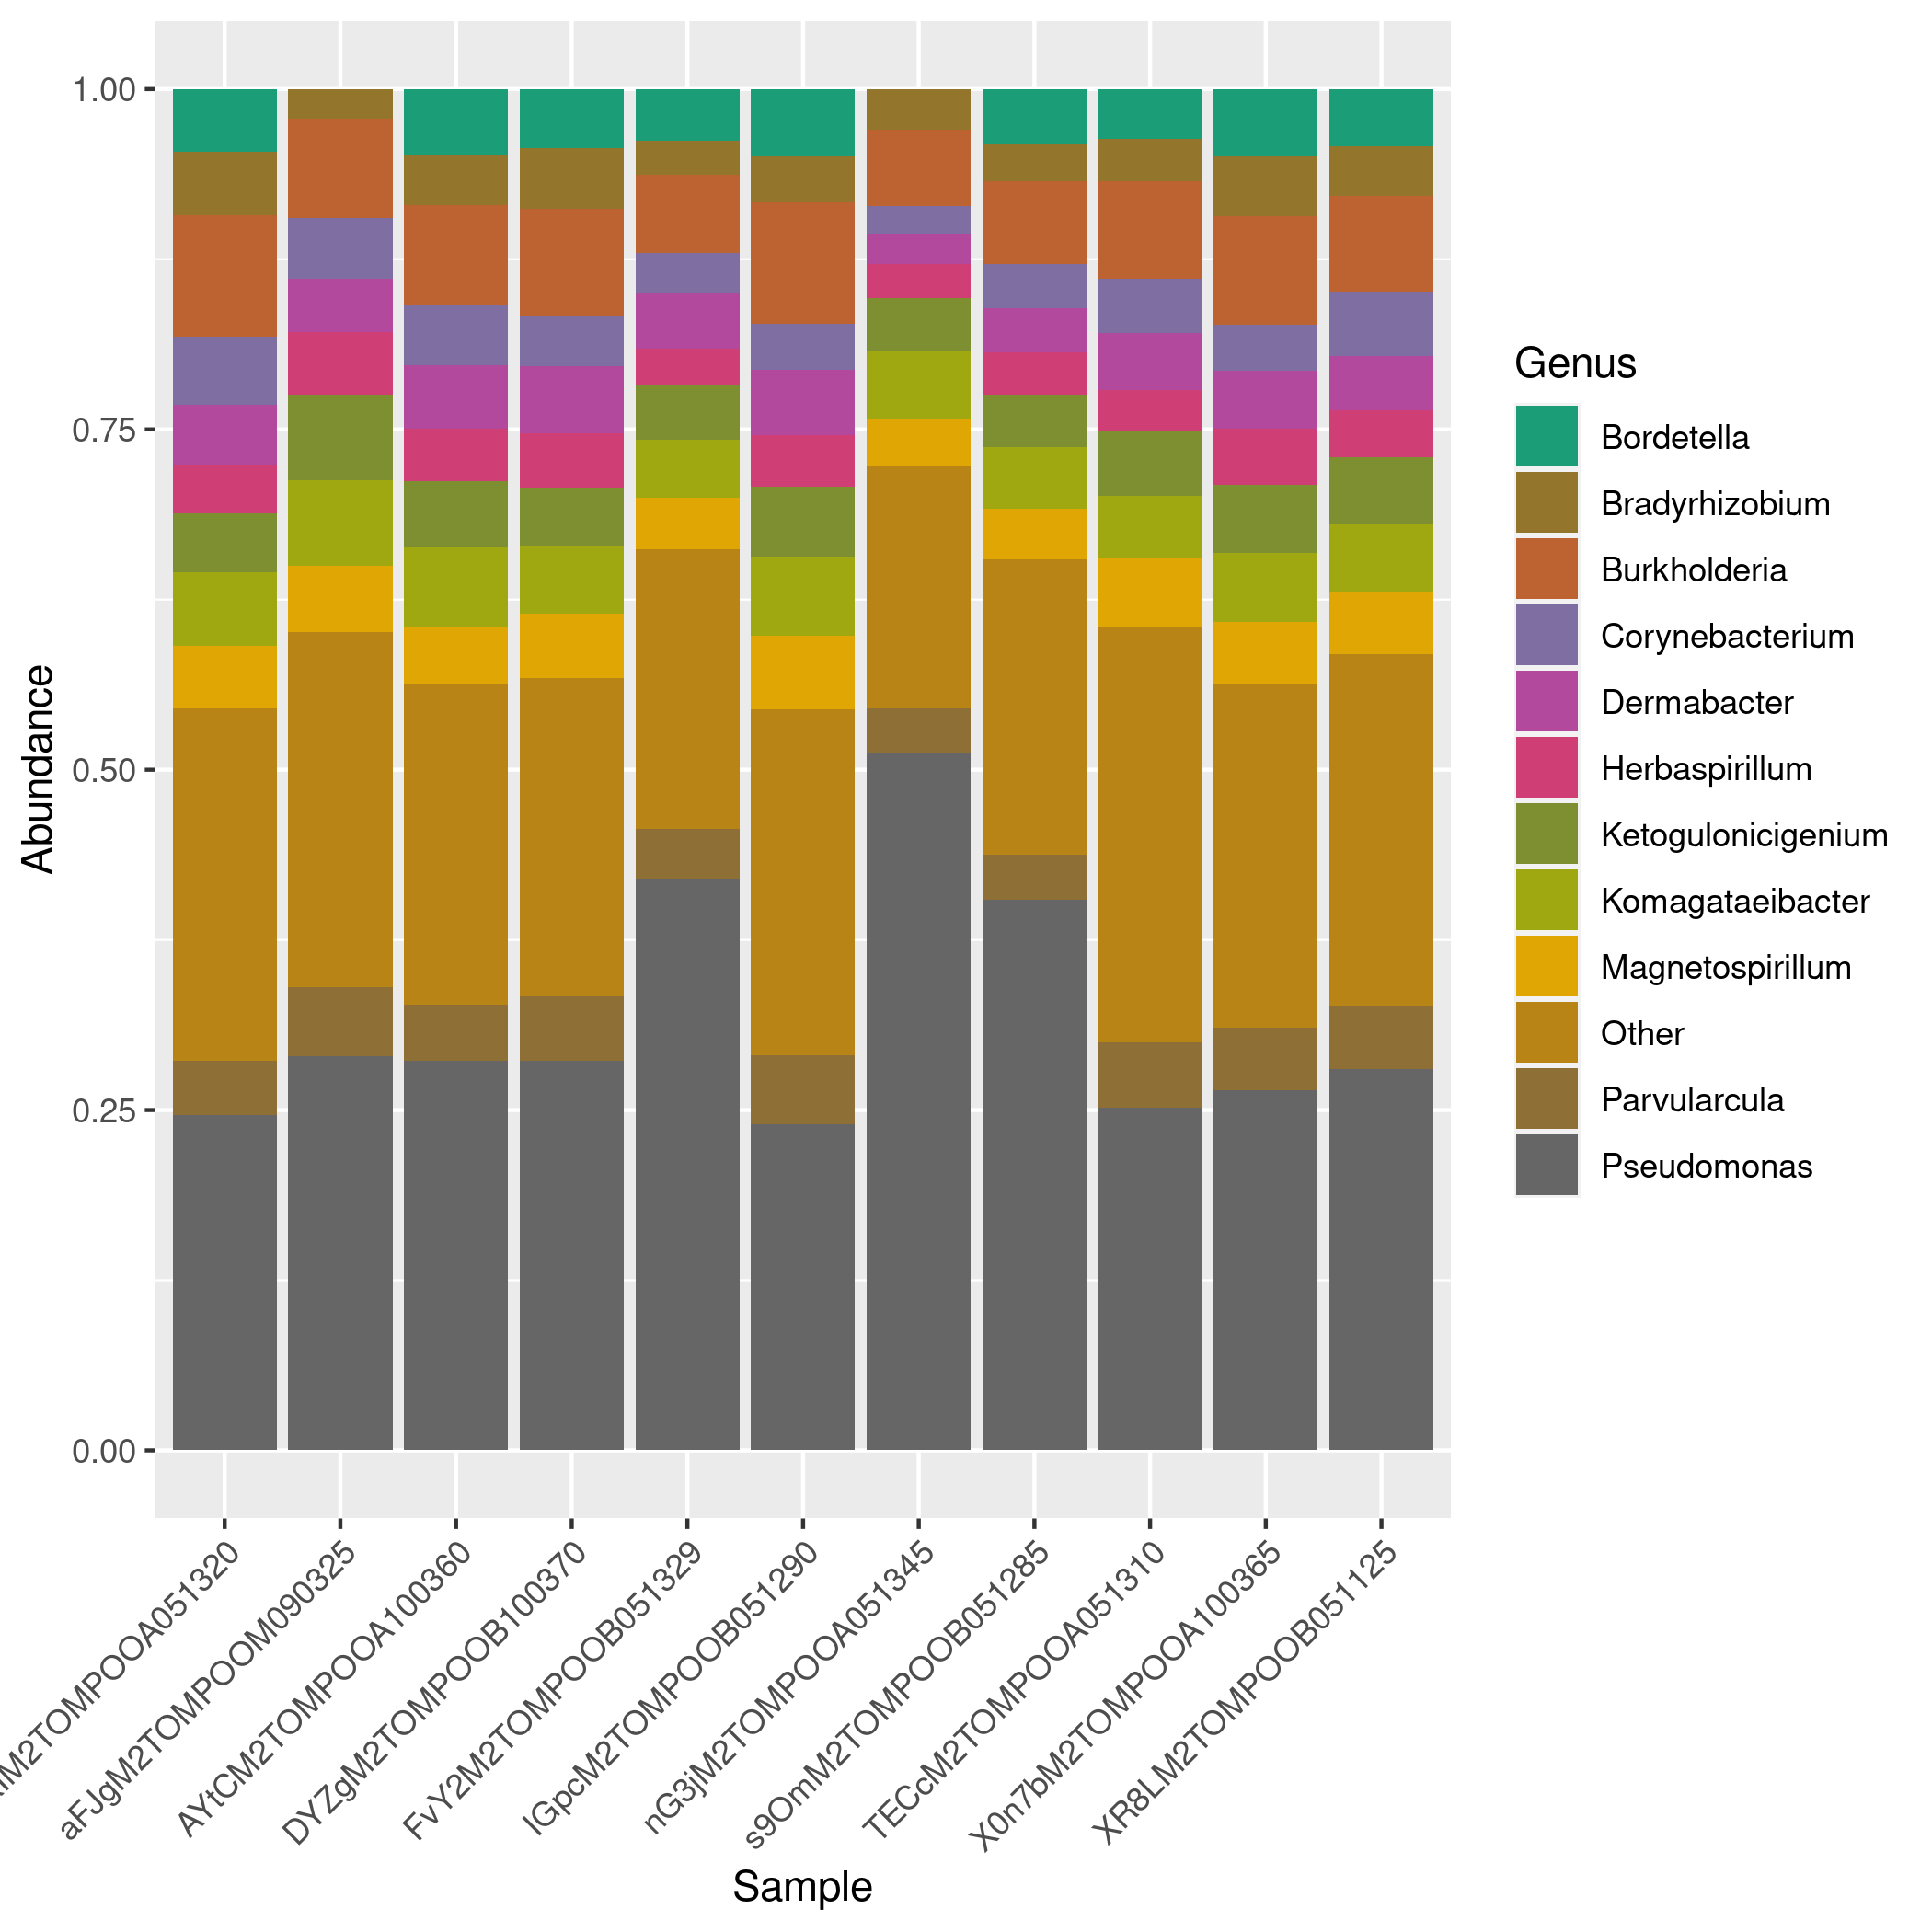 1.00
0.75
0.50
0.25
0.00
Abundance
M2TOMPOOA051320
aFJgM2TOMPOOM090325
AYtCM2TOMPOOA100360
DYZgM2TOMPOOB100370
FvY2M2TOMPOOB051329
IGpcM2TOMPOOB051290
nG3jM2TOMPOOA051345
s9OmM2TOMPOOB051285
TECcM2TOMPOOA051310
X0n7bM2TOMPOOA100365
XR8LM2TOMPOOB051125
Sample
Genus
Bordetella
Bradyrhizobium
Burkholderia
Corynebacterium
Dermabacter
Herbaspirillum
Ketogulonicigenium
Komagataeibacter
Magnetospirillum
Other
Parvularcula
Pseudomonas